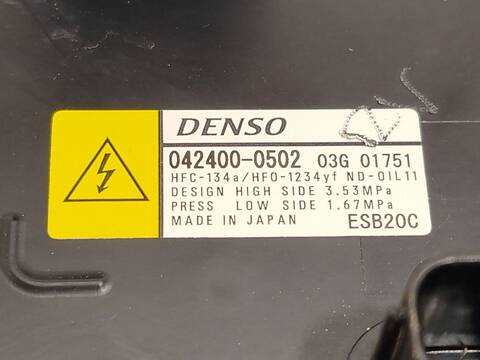 DENSO
042400-0502 03G 01751
HFC-134a/HFO-1234yf ND-OIL11
DESIGN HIGH SIDE 3.53MPa
PRESS LOW SIDE 1.67MPa
MADE IN JAPAN ESB20C